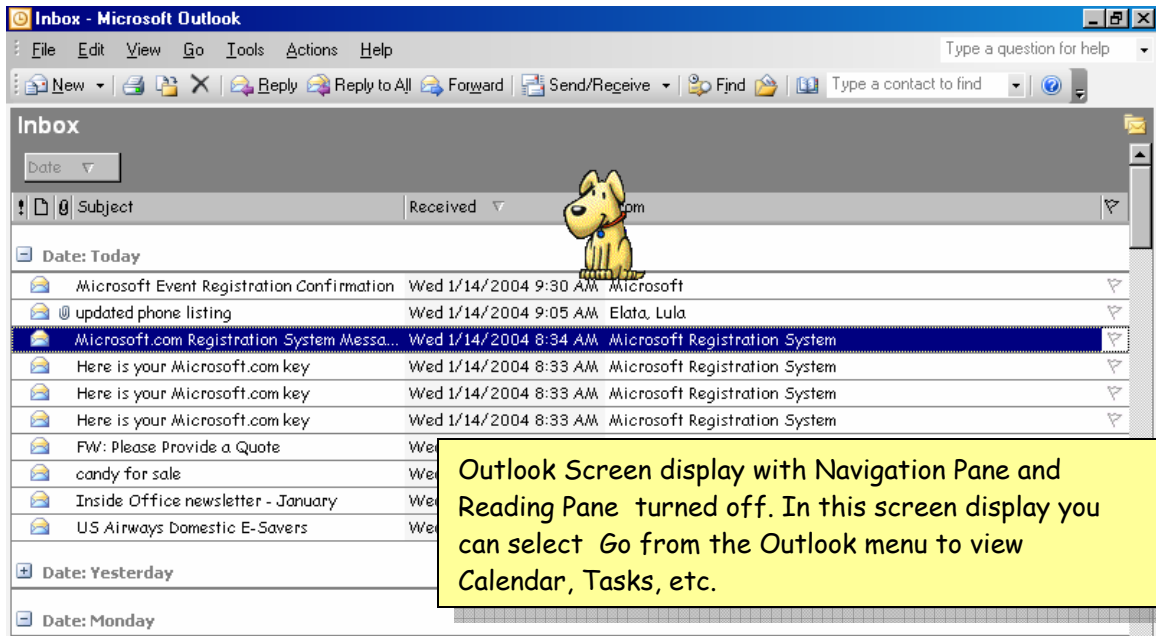 Inbox - Microsoft Outlook
File Edit View Go Tools Actions Help Type a question for help
New Reply Reply to All Forward Send/Receive Find Type a contact to find
Inbox
Date
Subject Received
Date: Today
Microsoft Event Registration Confirmation Wed 1/14/2004 9:30 AM Microsoft
updated phone listing Wed 1/14/2004 9:05 AM Elata, Lula
Microsoft.com Registration System Messa... Wed 1/14/2004 8:34 AM Microsoft Registration System
Here is your Microsoft.com key Wed 1/14/2004 8:33 AM Microsoft Registration System
Here is your Microsoft.com key Wed 1/14/2004 8:33 AM Microsoft Registration System
Here is your Microsoft.com key Wed 1/14/2004 8:33 AM Microsoft Registration System
FW: Please Provide a Quote
candy for sale
Inside Office newsletter - January
US Airways Domestic E-Savers
Outlook Screen display with Navigation Pane and
Reading Pane turned off. In this screen display you
can select Go from the Outlook menu to view
Calendar, Tasks, etc.
Date: Yesterday
Date: Monday